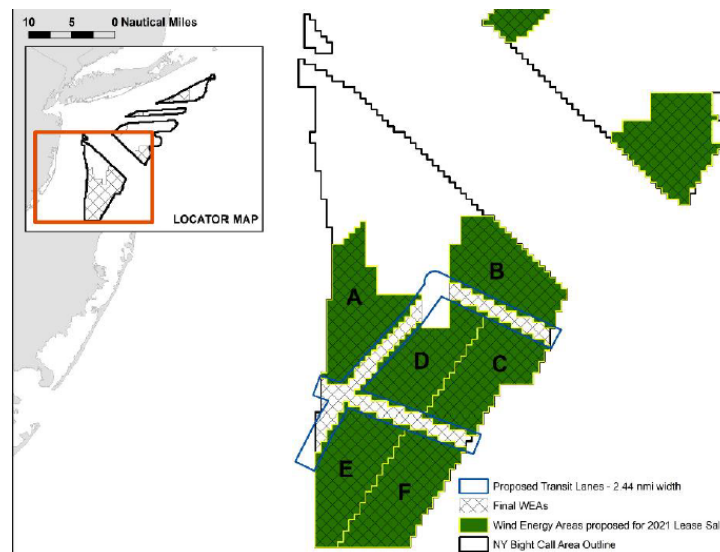 10 5 0 Nautical Miles
LOCATOR MAP
A
B
D
C
E
F
Proposed Transit Lanes - 2.44 nmi width
Final WEAs
Wind Energy Areas proposed for 2021 Lease Sal
NY Bight Call Area Outline